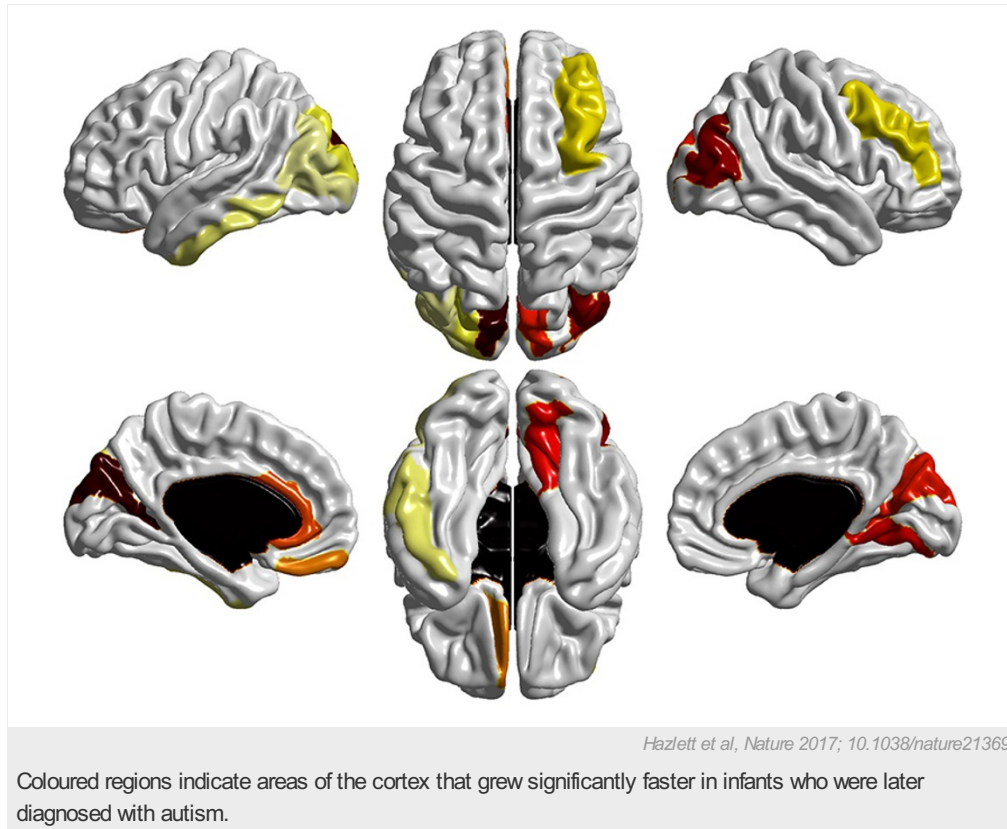 Hazlett et al, Nature 2017; 10.1038/nature21369
Coloured regions indicate areas of the cortex that grew significantly faster in infants who were later
diagnosed with autism.